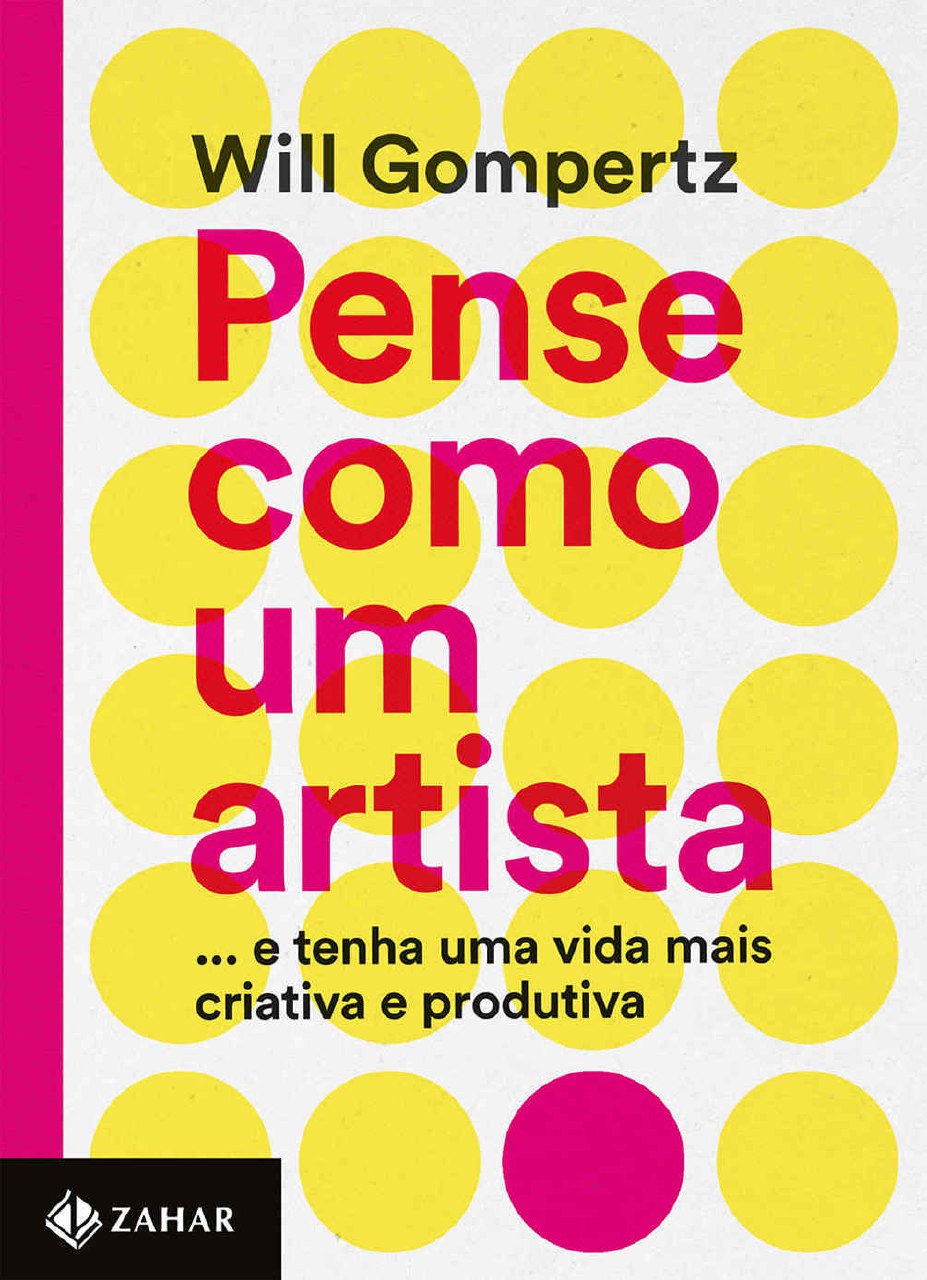 Will Gompertz
Pense
como
um
artista
... e tenha uma vida mais
criativa e produtiva
ZAHAR